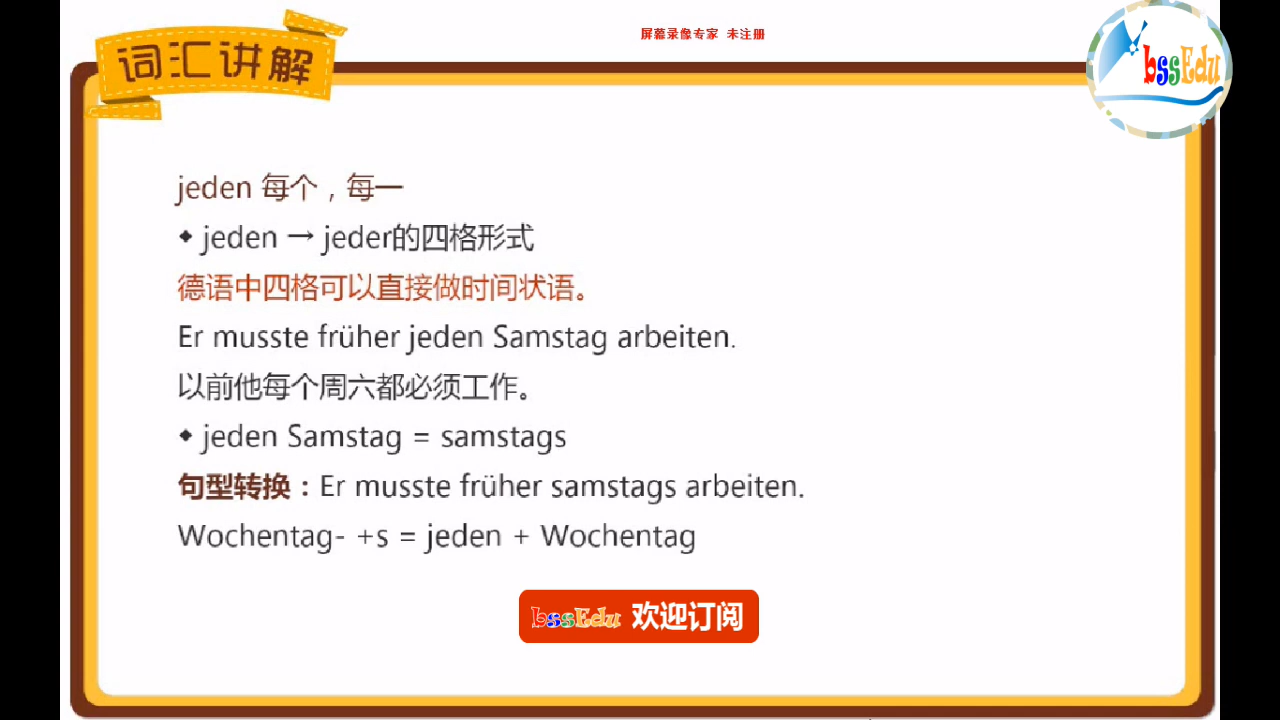 屏幕录像专家 未注册
词汇讲解
bssEdu
jeden 每个，每一
◆ jeden → jeder的四格形式
德语中四格可以直接做时间状语。
Er musste früher jeden Samstag arbeiten.
以前他每个周六都必须工作。
◆ jeden Samstag = samstags
句型转换：Er musste früher samstags arbeiten.
Wochentag- +s = jeden + Wochentag
bssEdu 欢迎订阅